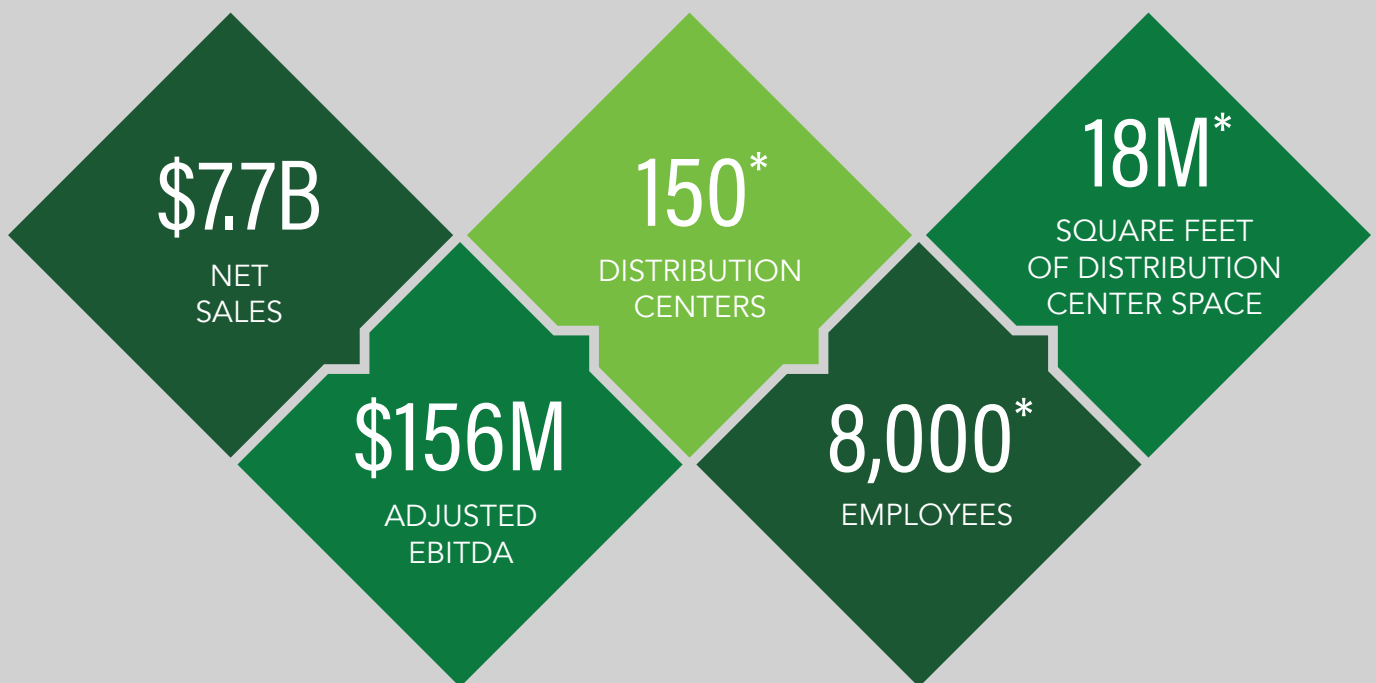 $7.7B
NET
SALES
$156M
ADJUSTED
EBITDA
150*
DISTRIBUTION
CENTERS
8,000*
EMPLOYEES
18M*
SQUARE FEET
OF DISTRIBUTION
CENTER SPACE